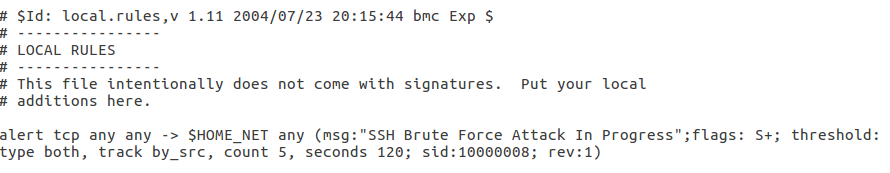 # $Id: local.rules,v 1.11 2004/07/23 20:15:44 bmc Exp $
# ----------------
# LOCAL RULES
# ----------------
# This file intentionally does not come with signatures.  Put your local
# additions here.

alert tcp any any -> $HOME_NET any (msg:"SSH Brute Force Attack In Progress";flags: S+; threshold:
type both, track by_src, count 5, seconds 120; sid:10000008; rev:1)